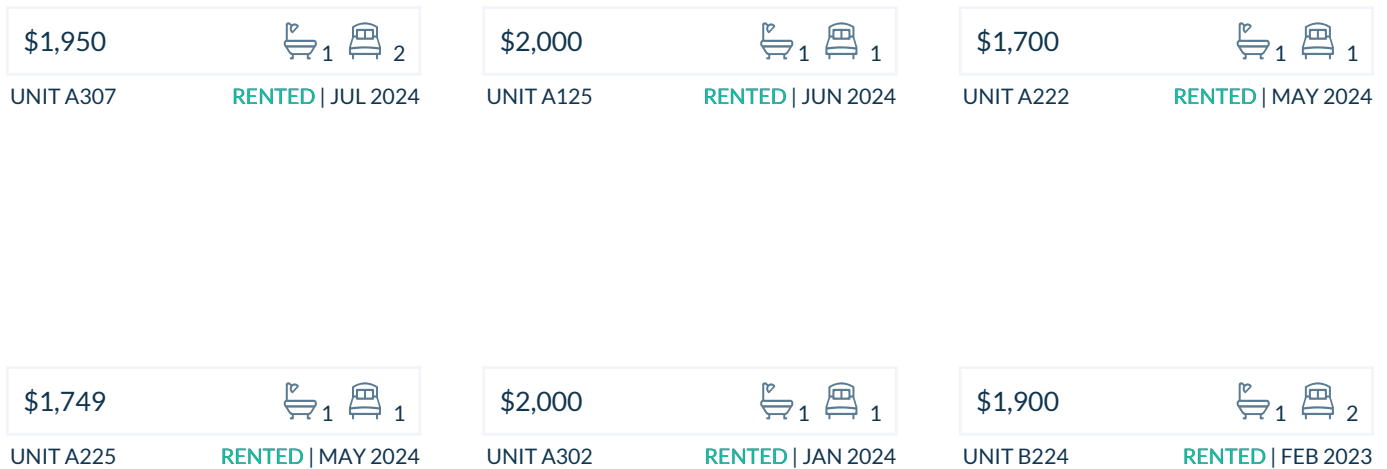 $1,950 1 2
UNIT A307 RENTED | JUL 2024
$2,000 1 1
UNIT A125 RENTED | JUN 2024
$1,700 1 1
UNIT A222 RENTED | MAY 2024
$1,749 1 1
UNIT A225 RENTED | MAY 2024
$2,000 1 1
UNIT A302 RENTED | JAN 2024
$1,900 1 2
UNIT B224 RENTED | FEB 2023